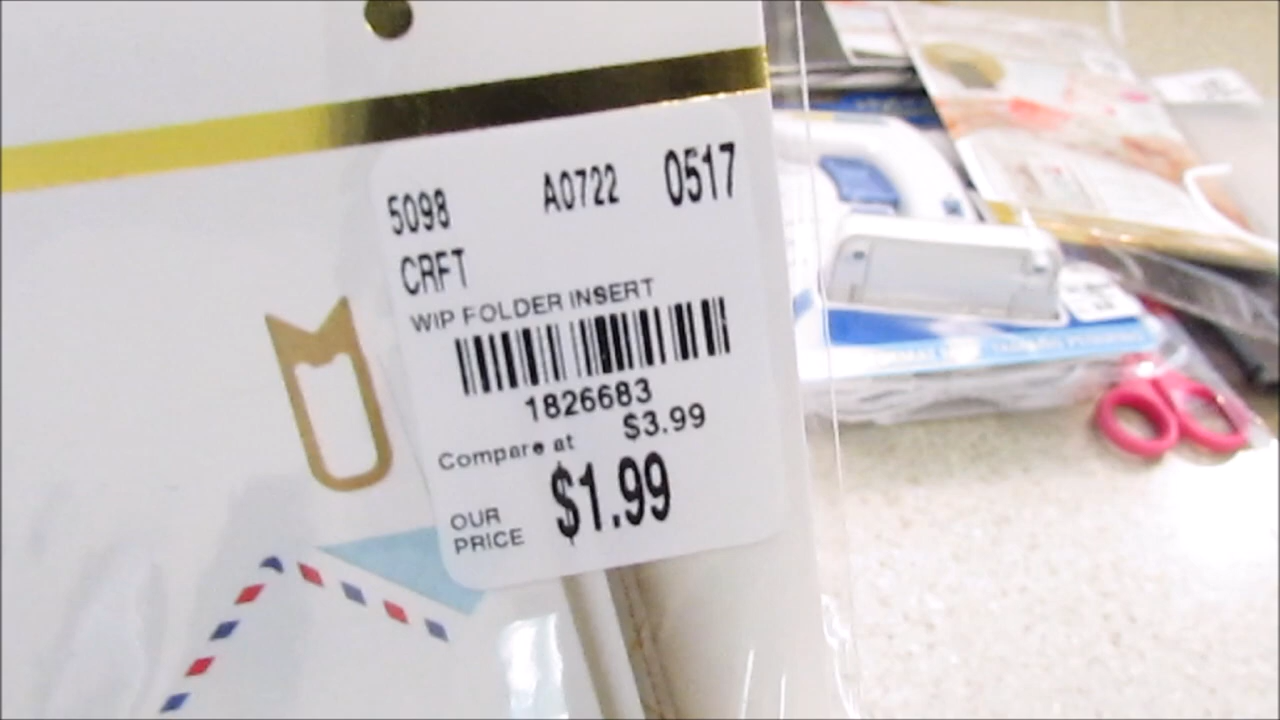 5098 A0722 0517
CRFT
WIP FOLDER INSERT
1826683
Compare at $3.99
OUR PRICE $1.99